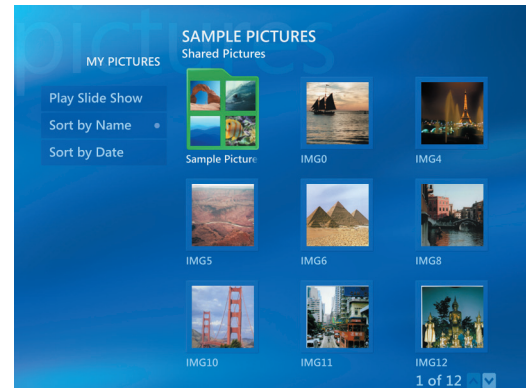 pictures
SAMPLE PICTURES
Shared Pictures
MY PICTURES
Play Slide Show
Sort by Name
Sort by Date
Sample Picture
IMG0
IMG4
IMG5
IMG6
IMG8
IMG10
IMG11
IMG12
1 of 12